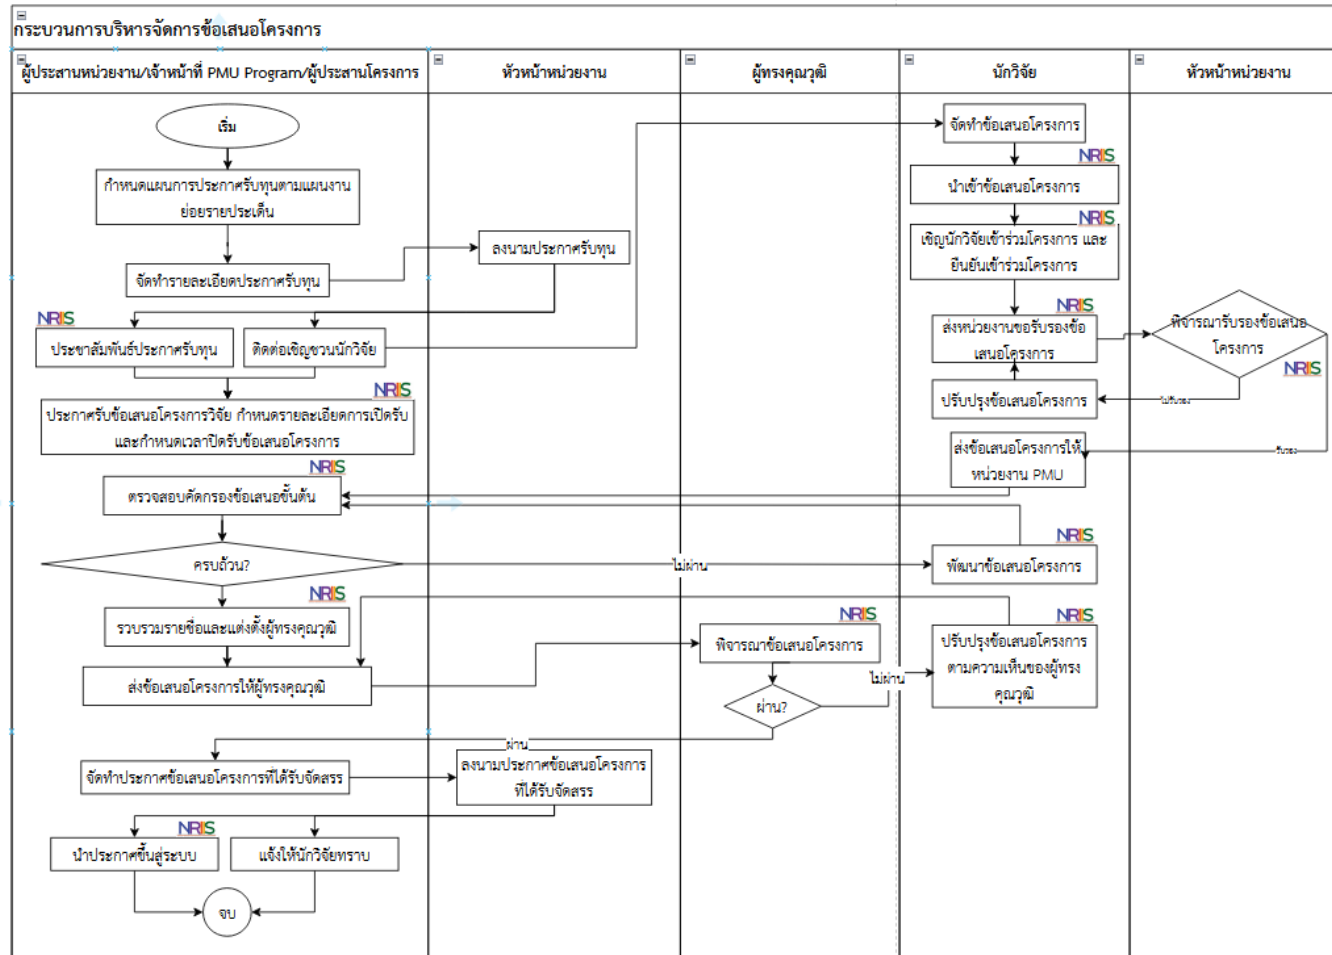 กระบวนการบริหารจัดการข้อเสนอโครงการ
ผู้ประสานหน่วยงาน/เจ้าหน้าที่ PMU Program/ผู้ประสานโครงการ
หัวหน้าหน่วยงาน
ผู้ทรงคุณวุฒิ
นักวิจัย
หัวหน้าหน่วยงาน
เริ่ม
กำหนดแผนการประกาศรับทุนตามแผนงาน
ย่อยรายประเด็น
จัดทำรายละเอียดประกาศรับทุน
ลงนามประกาศรับทุน
NRIIS
ประชาสัมพันธ์ประกาศรับทุน
ติดต่อเชิญชวนนักวิจัย
NRIIS
ประกาศรับข้อเสนอโครงการวิจัย กำหนดรายละเอียดการเปิดรับ
และกำหนดเวลาปิดรับข้อเสนอโครงการ
จัดทำข้อเสนอโครงการ
NRIIS
นำเข้าข้อเสนอโครงการ
NRIIS
เชิญนักวิจัยเข้าร่วมโครงการ และ
ยืนยันเข้าร่วมโครงการ
NRIIS
ส่งหน่วยงานขอรับรองข้อ
เสนอโครงการ
พิจารณารับรองข้อเสนอ
โครงการ
NRIIS
ไม่รับรอง
ปรับปรุงข้อเสนอโครงการ
รับรอง
ส่งข้อเสนอโครงการให้
หน่วยงาน PMU
NRIIS
ตรวจสอบคัดกรองข้อเสนอขั้นต้น
ครบถ้วน?
ไม่ผ่าน
NRIIS
พัฒนาข้อเสนอโครงการ
NRIIS
รวบรวมรายชื่อและแต่งตั้งผู้ทรงคุณวุฒิ
ส่งข้อเสนอโครงการให้ผู้ทรงคุณวุฒิ
NRIIS
พิจารณาข้อเสนอโครงการ
ผ่าน?
ไม่ผ่าน
NRIIS
ปรับปรุงข้อเสนอโครงการ
ตามความเห็นของผู้ทรง
คุณวุฒิ
ผ่าน
จัดทำประกาศข้อเสนอโครงการที่ได้รับจัดสรร
ลงนามประกาศข้อเสนอโครงการ
ที่ได้รับจัดสรร
NRIIS
นำประกาศขึ้นสู่ระบบ
แจ้งให้นักวิจัยทราบ
จบ